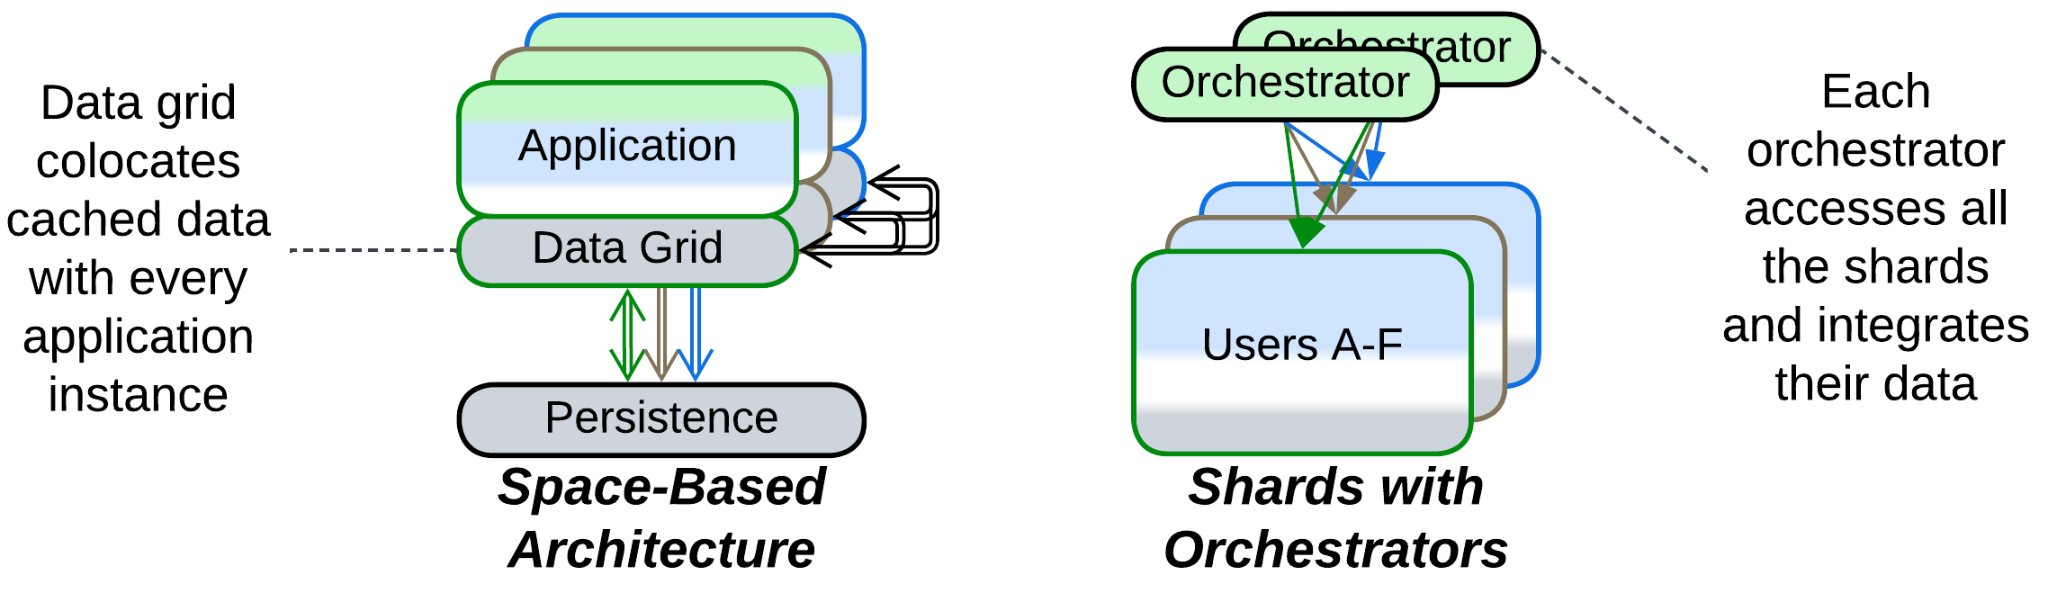 Data grid
colocates
cached data
with every
application
instance
Application
Data Grid
Persistence
Space-Based
Architecture
Orchestrator
Orchestrator
Users A-F
Shards with
Orchestrators
Each
orchestrator
accesses all
the shards
and integrates
their data